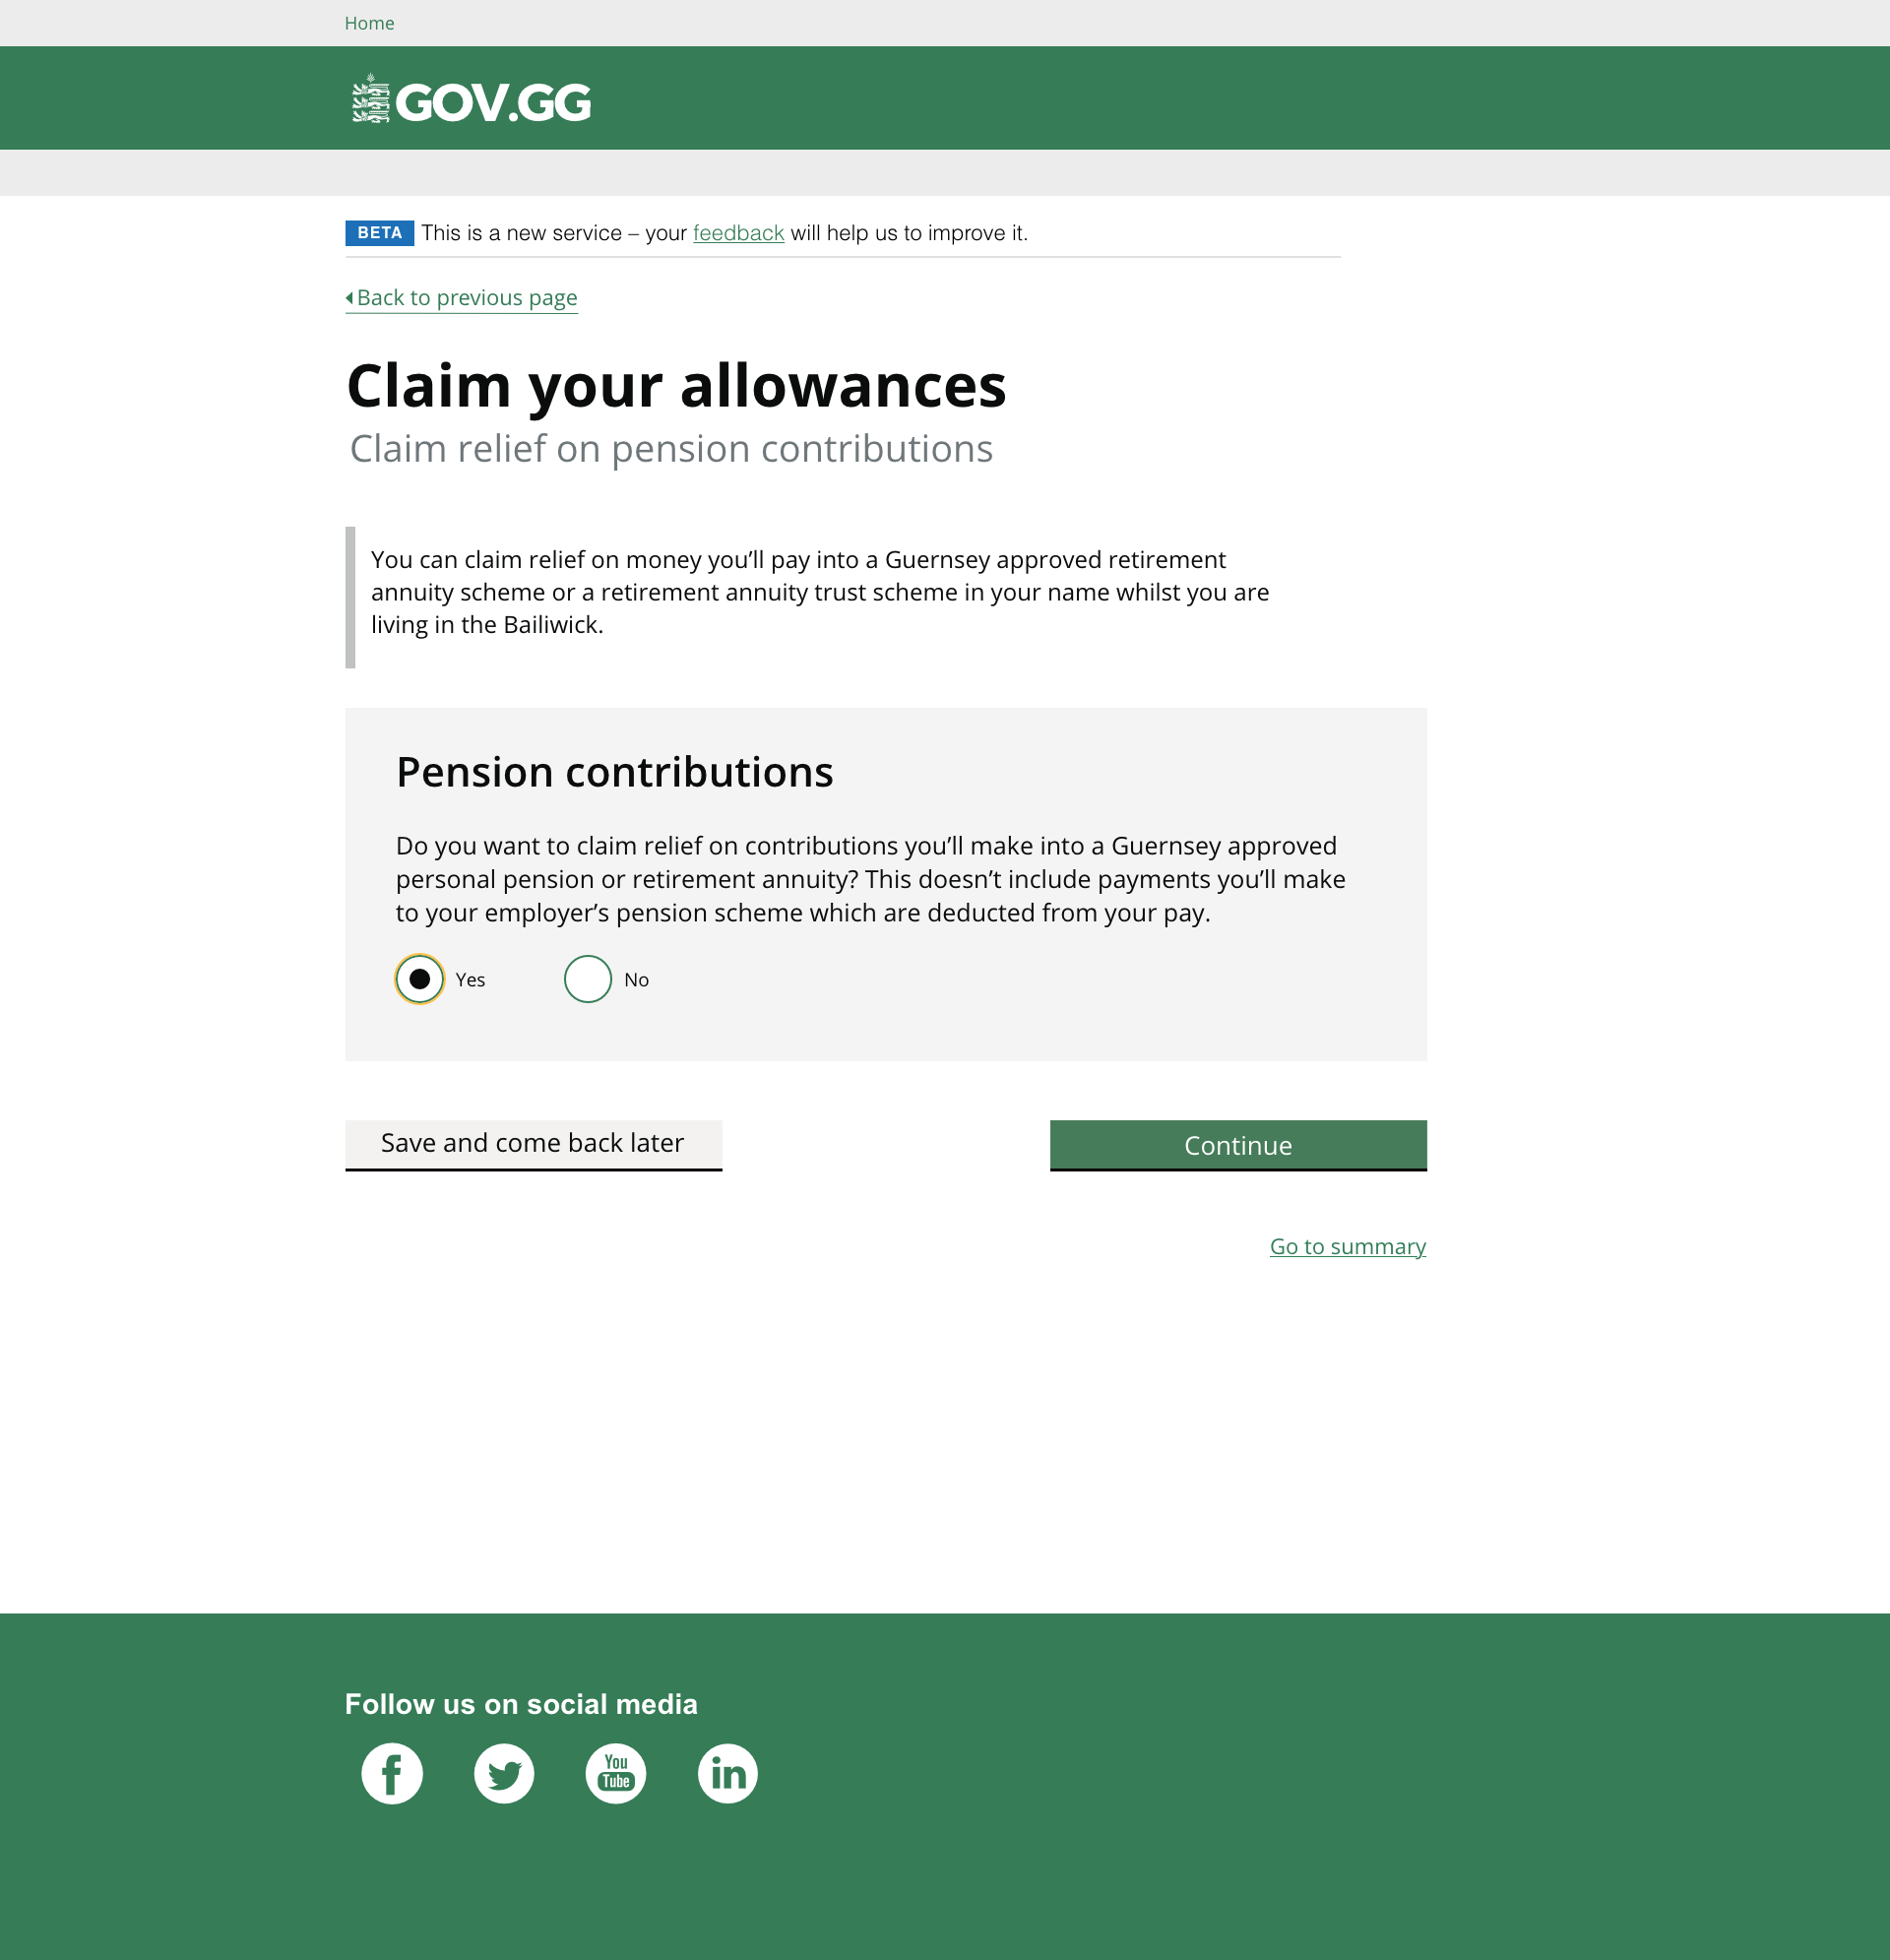 Home
GOV.GG
BETA This is a new service – your feedback will help us to improve it.
Back to previous page
Claim your allowances
Claim relief on pension contributions
You can claim relief on money you’ll pay into a Guernsey approved retirement
annuity scheme or a retirement annuity trust scheme in your name whilst you are
living in the Bailiwick.
Pension contributions
Do you want to claim relief on contributions you’ll make into a Guernsey approved
personal pension or retirement annuity? This doesn’t include payments you’ll make
to your employer’s pension scheme which are deducted from your pay.
Yes No
Save and come back later Continue
Go to summary
Follow us on social media
f You Tube in